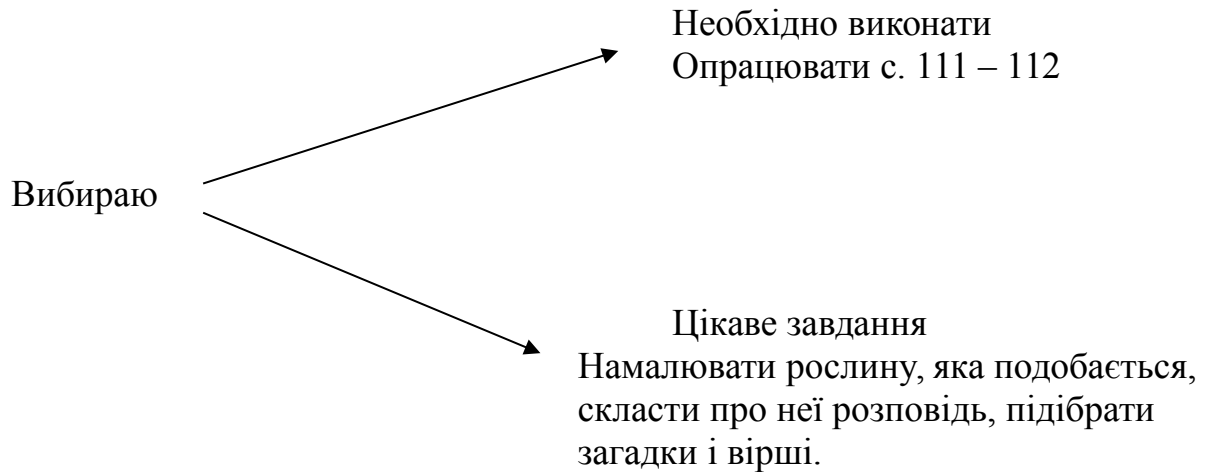 Необхідно виконати
Опрацювати с. 111 – 112
Вибираю
Цікаве завдання
Намалювати рослину, яка подобається,
скласти про неї розповідь, підібрати
загадки і вірші.